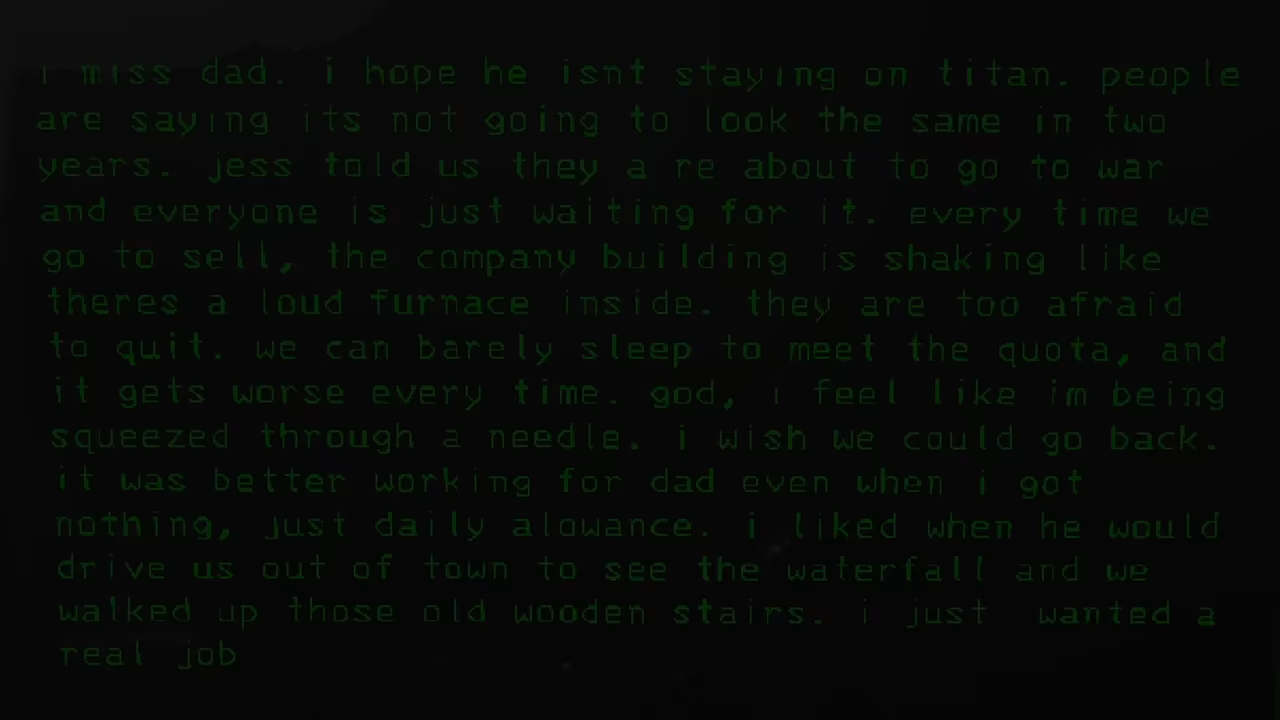 i miss dad. i hope he isnt staying on titan. people
are saying its not going to look the same in two
years. jess told us they a re about to go to war
and everyone is just waiting for it. every time we
go to sell, the company building is shaking like
theres a loud furnace inside. they are too afraid
to quit. we can barely sleep to meet the quota, and
it gets worse every time. god, i feel like im being
squeezed through a needle. i wish we could go back.
it was better working for dad even when i got
nothing, just daily alowance. i liked when he would
drive us out of town to see the waterfall and we
walked up those old wooden stairs. i just  wanted a
real job